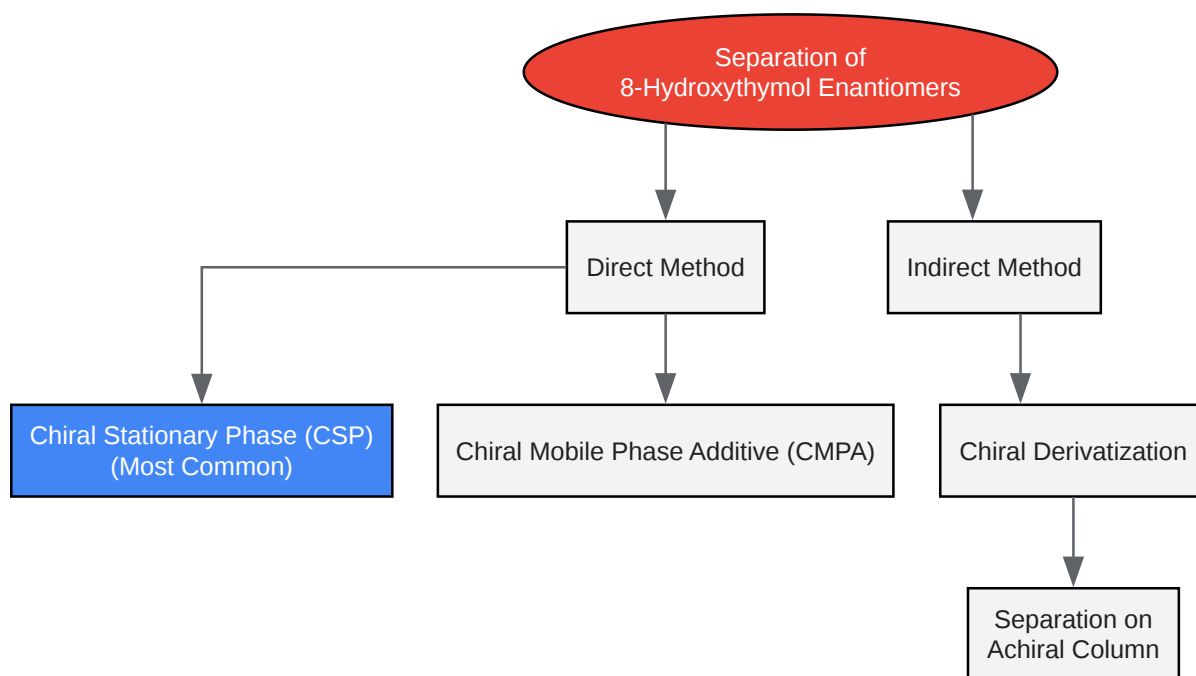 Separation of
8-Hydroxythymol Enantiomers
Direct Method
Indirect Method
Chiral Stationary Phase (CSP)
(Most Common)
Chiral Mobile Phase Additive (CMPA)
Chiral Derivatization
Separation on
Achiral Column